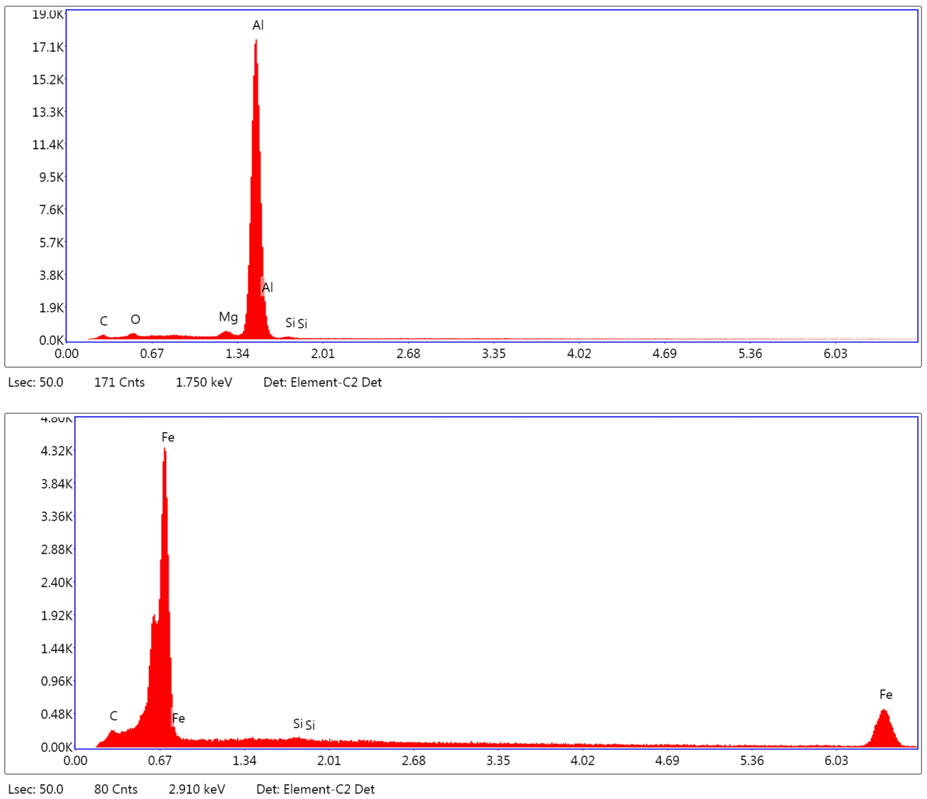 19.0K
Al
17.1K
15.2K
13.3K
11.4K
9.5K
7.6K
5.7K
3.8K
Al
1.9K
C O Mg Si Si
0.0K
0.00 0.67 1.34 2.01 2.68 3.35 4.02 4.69 5.36 6.03
Lsec: 50.0 171 Cnts 1.750 keV Det: Element-C2 Det
4.80K
Fe
4.32K
3.84K
3.36K
2.88K
2.40K
1.92K
1.44K
0.96K
Fe
0.48K
C Fe Si Si
0.00K
0.00 0.67 1.34 2.01 2.68 3.35 4.02 4.69 5.36 6.03
Lsec: 50.0 80 Cnts 2.910 keV Det: Element-C2 Det